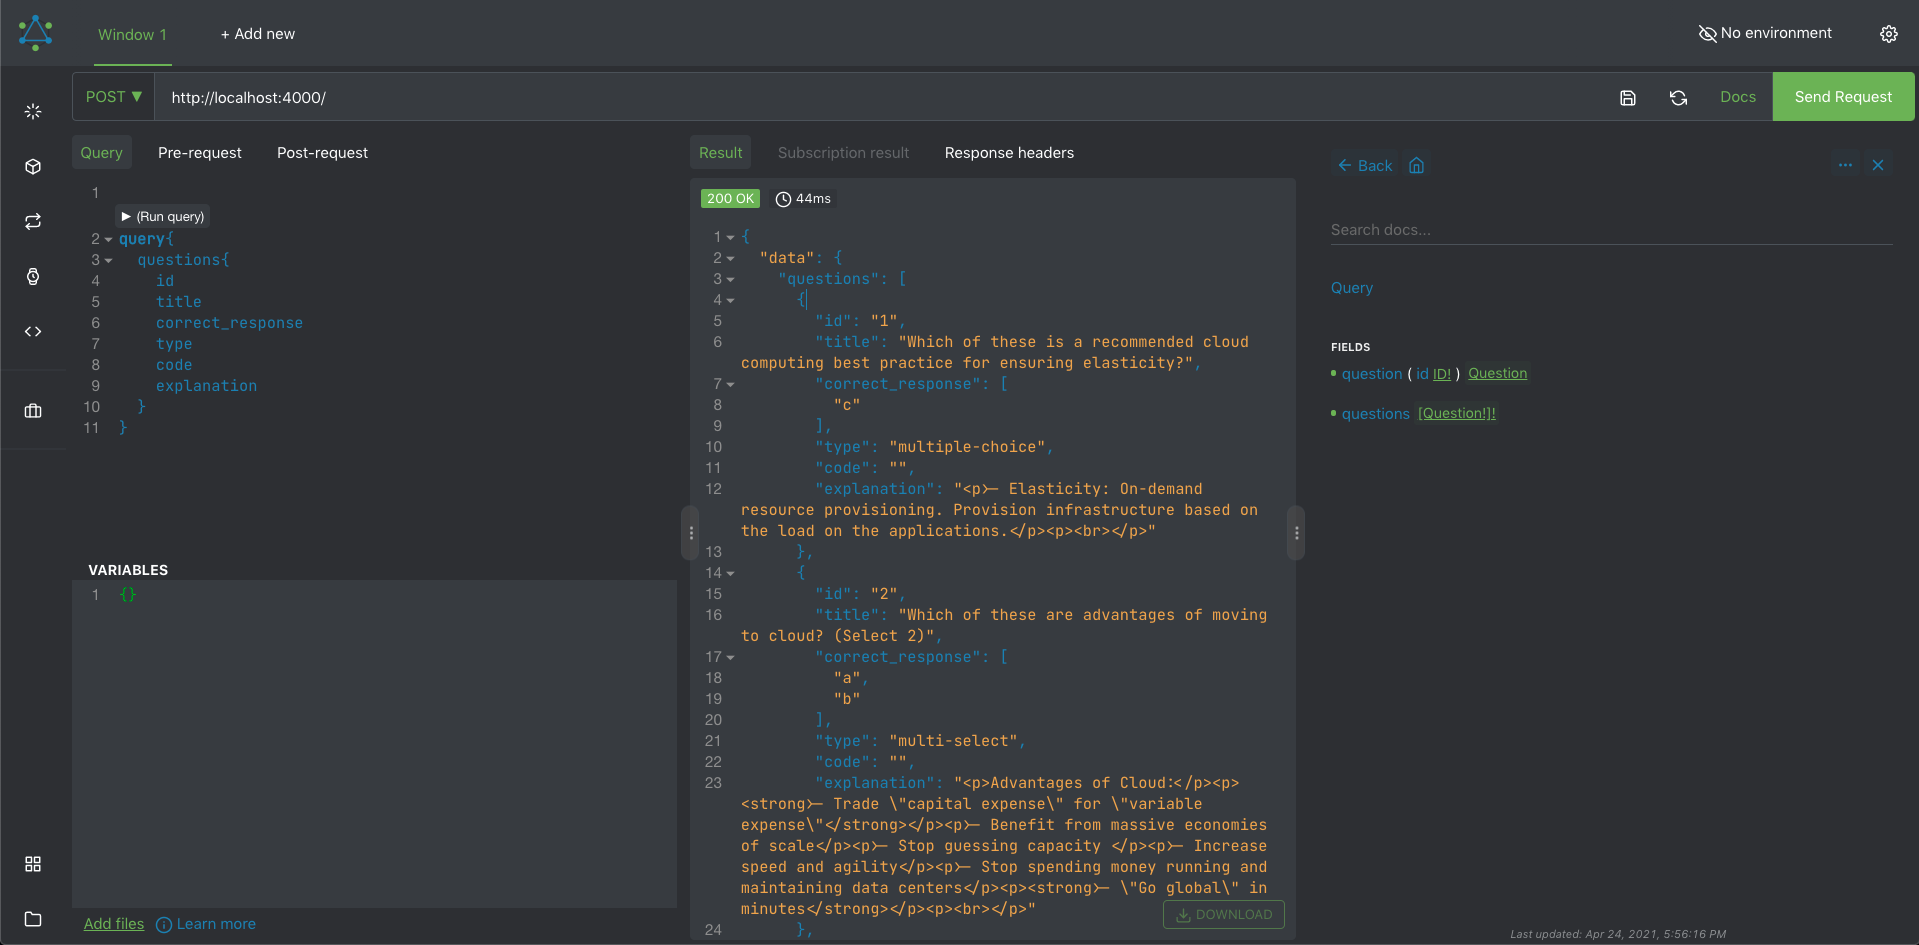 Window 1
+ Add new
No environment
POST ▼
http://localhost:4000/
Docs
Send Request
Query
Pre-request
Post-request
1
▶ (Run query)
2 query{
3 questions{
4 id
5 title
6 correct_response
7 type
8 code
9 explanation
10 }
11 }
VARIABLES
1 {}
Add files
Learn more
Result
Subscription result
Response headers
200 OK
44ms
1 {
2 "data": {
3 "questions": [
4 {
5 "id": "1",
6 "title": "Which of these is a recommended cloud
computing best practice for ensuring elasticity?",
7 "correct_response": [
8 "c"
9 ],
10 "type": "multiple-choice",
11 "code": "",
12 "explanation": "<p>— Elasticity: On-demand
resource provisioning. Provision infrastructure based on
the load on the applications.</p><p><br></p>"
13 },
14 {
15 "id": "2",
16 "title": "Which of these are advantages of moving
to cloud? (Select 2)",
17 "correct_response": [
18 "a",
19 "b"
20 ],
21 "type": "multi-select",
22 "code": "",
23 "explanation": "<p>Advantages of Cloud:</p><p>
<strong>— Trade \"capital expense\" for \"variable
expense\"</strong></p><p>— Benefit from massive economies
of scale</p><p>— Stop guessing capacity </p><p>— Increase
speed and agility</p><p>— Stop spending money running and
maintaining data centers</p><p><strong>— \"Go global\" in
minutes</strong></p><p><br></p>"
24 },
DOWNLOAD
Back
Search docs...
Query
FIELDS
question ( id ID! ) Question
questions [Question!]!
Last updated: Apr 24, 2021, 5:56:16 PM